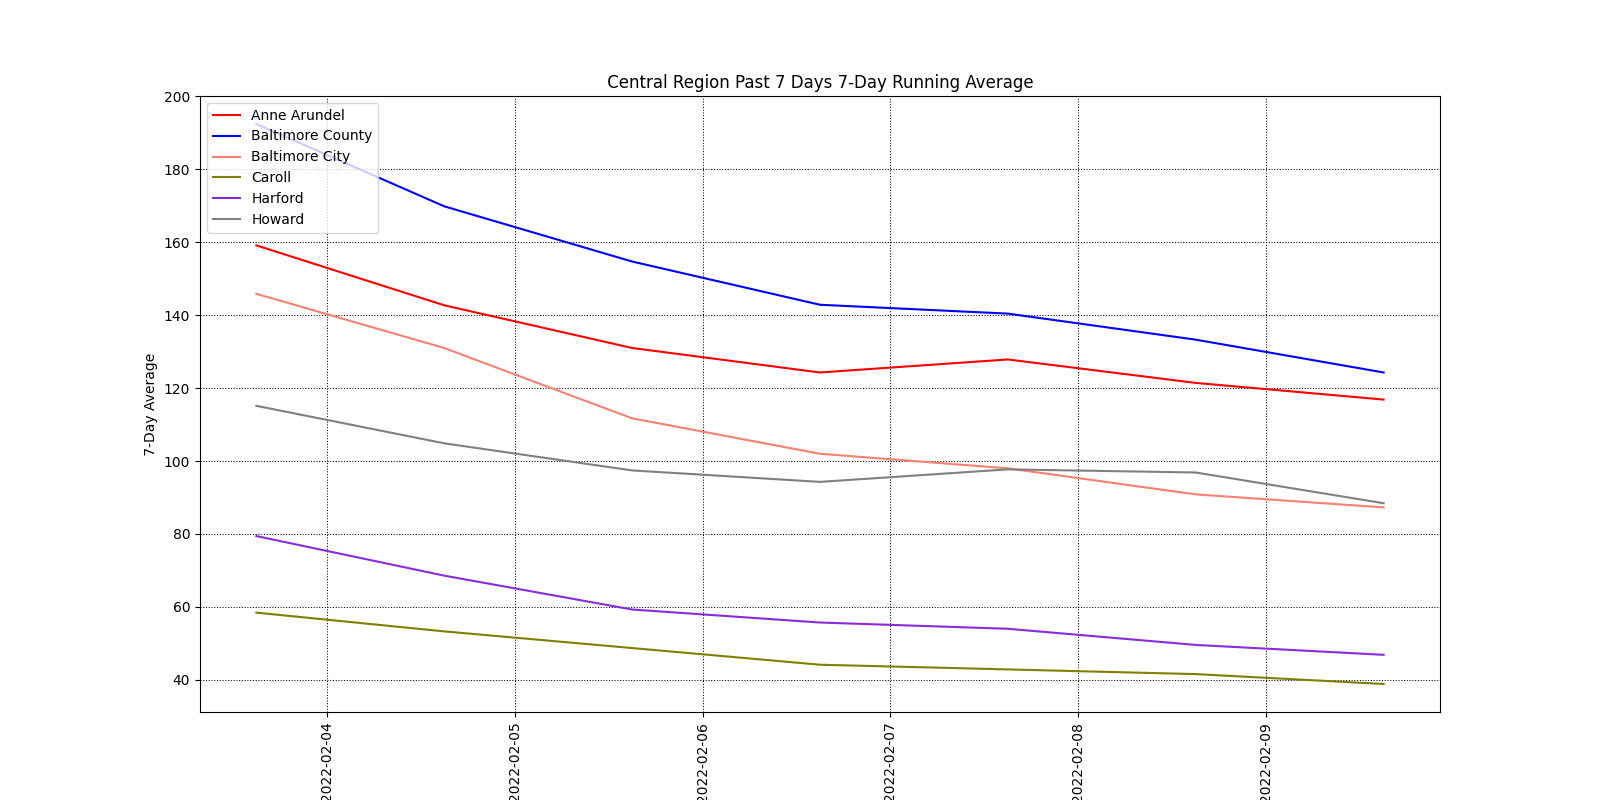 Central Region Past 7 Days 7-Day Running Average
200
180
160
140
120
100
80
60
40
7-Day Average
Anne Arundel
Baltimore County
Baltimore City
Caroll
Harford
Howard
2022-02-04
2022-02-05
2022-02-06
2022-02-07
2022-02-08
2022-02-09